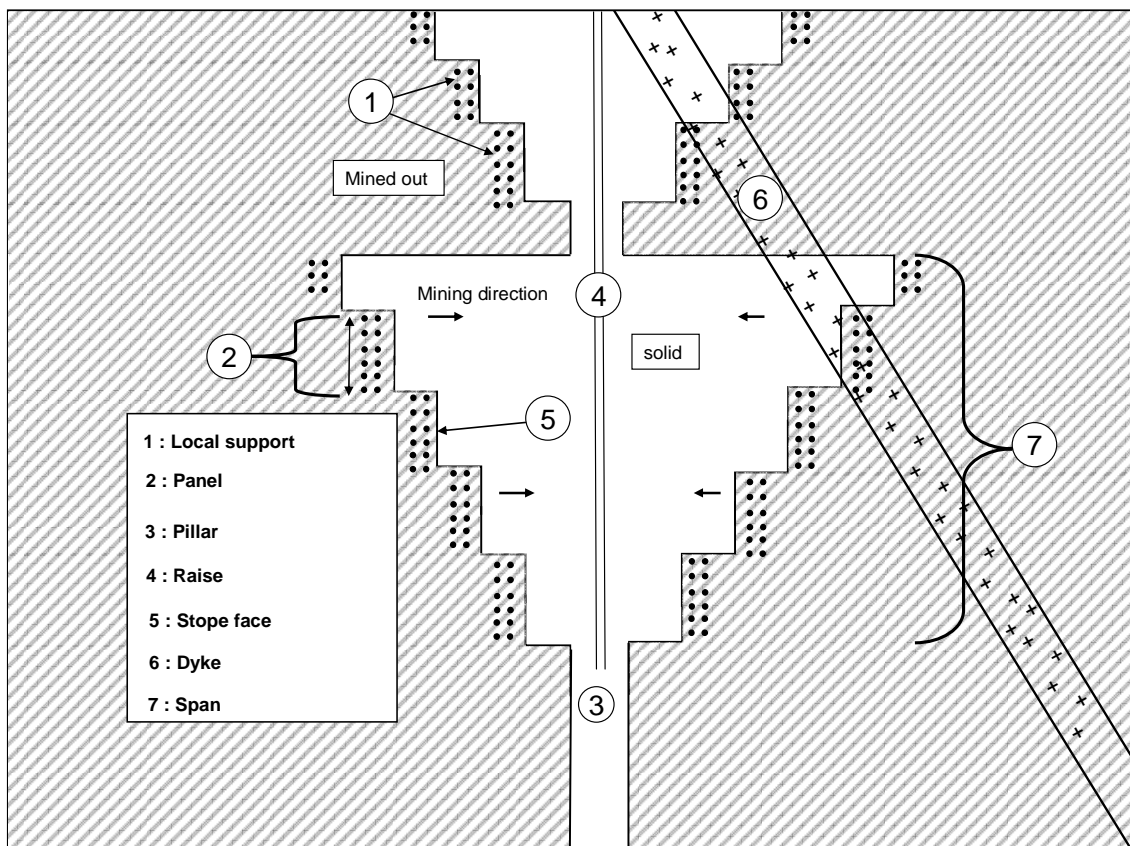 1
Mined out
6
4
Mining direction
solid
2
5
7
1 : Local support
2 : Panel
3 : Pillar
4 : Raise
5 : Stope face
6 : Dyke
7 : Span
3